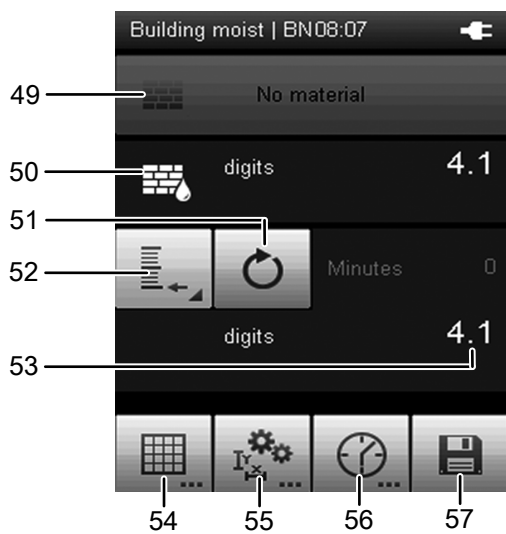 Building moist | BN08:07
49
No material
50
digits 4.1
51
52
Minutes 0
digits 4.1
53
54 55 56 57